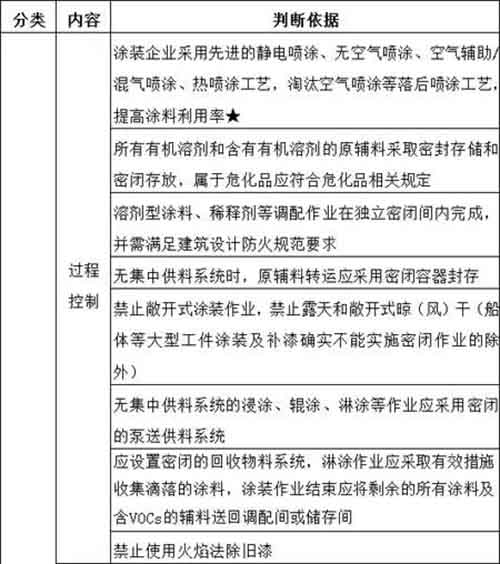 分类 内容 判断依据
涂装企业采用先进的静电喷涂、无空气喷涂、空气辅助/
混气喷涂、热喷涂工艺，淘汰空气喷涂等落后喷涂工艺，
提高涂料利用率★
所有有机溶剂和含有有机溶剂的原辅料采取密封存储和
密闭存放，属于危化品应符合危化品相关规定
溶剂型涂料、稀释剂等调配作业在独立密闭间内完成，
并需满足建筑设计防火规范要求
过程
控制
无集中供料系统时，原辅料转运应采用密闭容器封存
禁止敞开式涂装作业，禁止露天和敞开式晾（风）干（船
体等大型工件涂装及补漆确实不能实施密闭作业的除
外）
无集中供料系统的浸涂、辊涂、淋涂等作业应采用密闭
的泵送供料系统
应设置密闭的回收物料系统，淋涂作业应采取有效措施
收集滴落的涂料，涂装作业结束应将剩余的所有涂料及
含VOCs的辅料送回调配间或储存间
禁止使用火焰法除旧漆